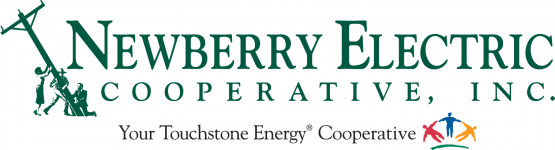 NEWBERRY ELECTRIC
COOPERATIVE, INC.
Your Touchstone Energy® Cooperative